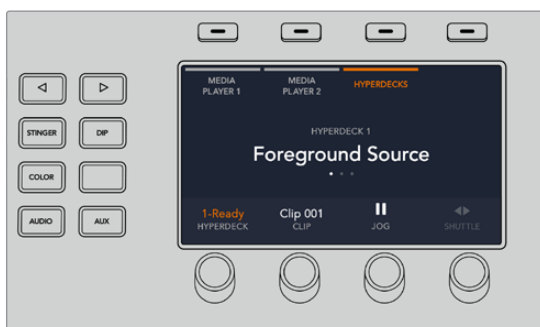 MEDIA
PLAYER 1
MEDIA
PLAYER 2
HYPERDECKS
STINGER
DIP
HYPERDECK 1
Foreground Source
COLOR
AUDIO
AUX
1-Ready
HYPERDECK
Clip 001
CLIP
JOG
SHUTTLE